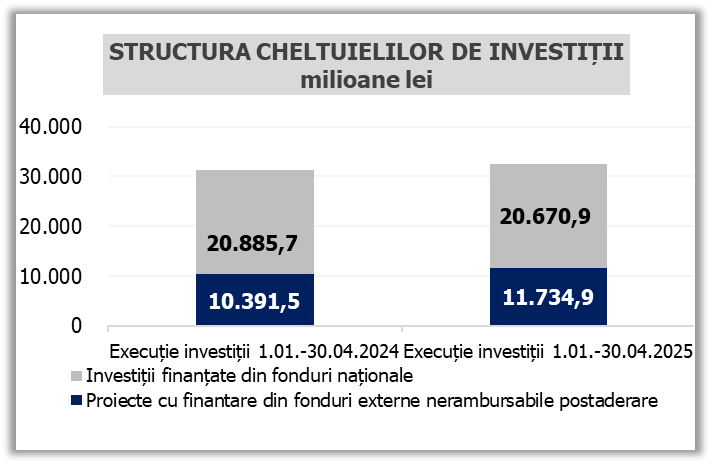 STRUCTURA CHELTUIELILOR DE INVESTIȚII
milioane lei
40.000
30.000
20.000
10.000
0
20.885,7
10.391,5
20.670,9
11.734,9
Execuție investiții 1.01.-30.04.2024
Execuție investiții 1.01.-30.04.2025
Investiții finanțate din fonduri naționale
Proiecte cu finantare din fonduri externe nerambursabile postaderare